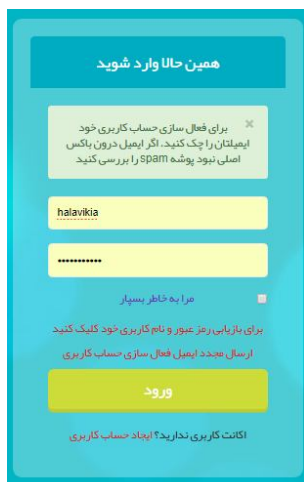 همین حالا وارد شوید
×
برای فعال سازی حساب کاربری خود
ایمیلتان را چک کنید. اگر ایمیل درون باکس
اصلی نبود پوشه spam را بررسی کنید
halavikia
•••••••••••
مرا به خاطر بسپار
برای بازیابی رمز عبور و نام کاربری خود کلیک کنید
ارسال مجدد ایمیل فعال سازی حساب کاربری
ورود
اکانت کاربری ندارید؟ ایجاد حساب کاربری